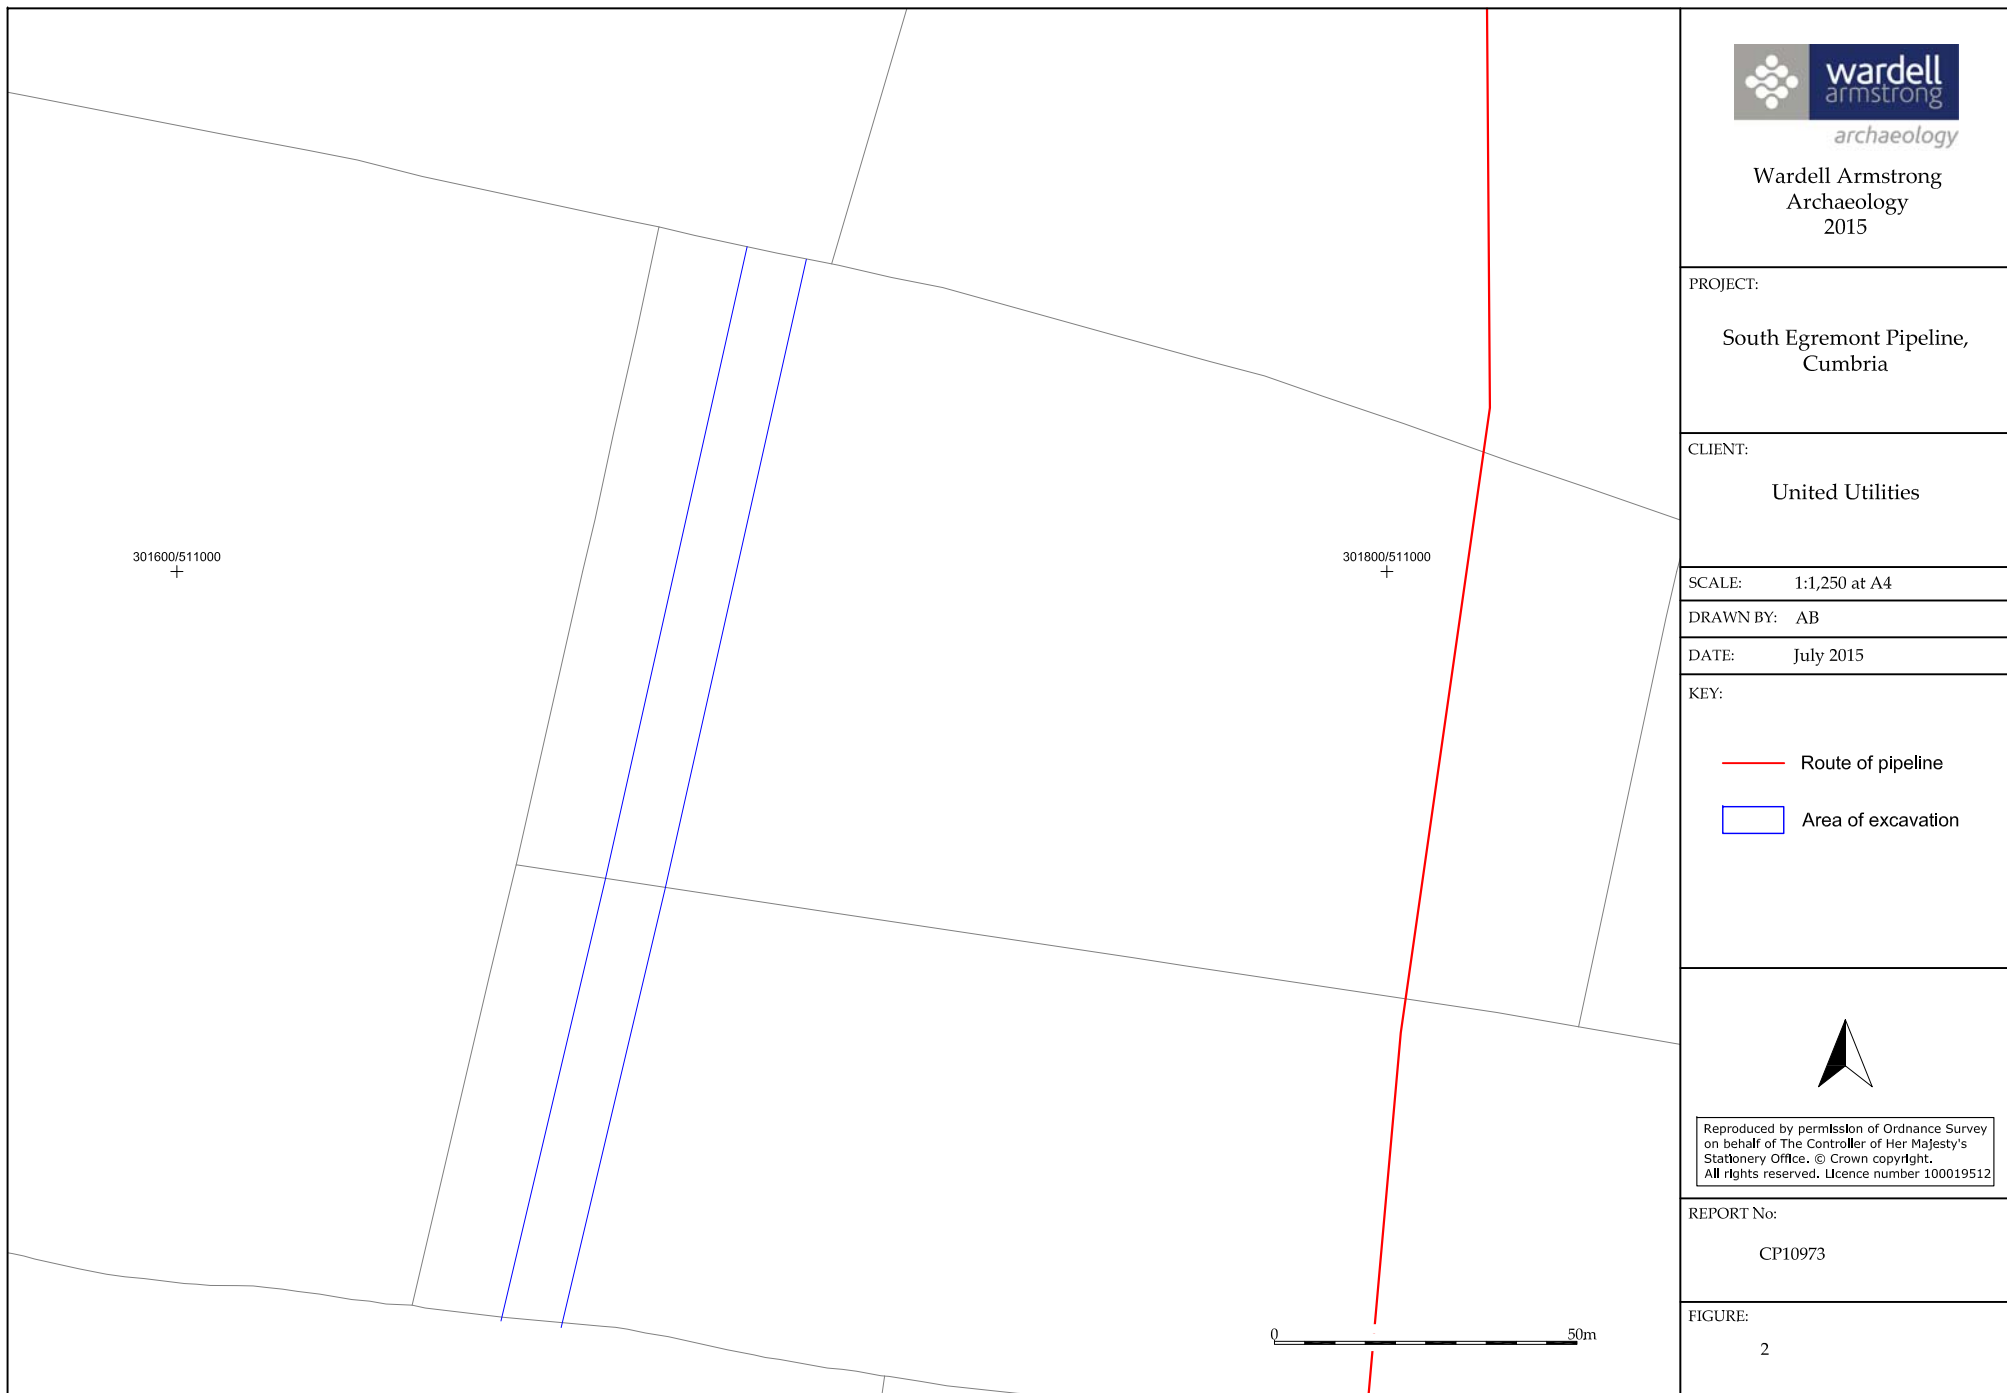 wardell
armstrong
archaeology
Wardell Armstrong
Archaeology
2015
PROJECT:
South Egremont Pipeline,
Cumbria
CLIENT:
United Utilities
SCALE: 1:1,250 at A4
DRAWN BY: AB
DATE: July 2015
KEY:
Route of pipeline
Area of excavation
Reproduced by permission of Ordnance Survey
on behalf of The Controller of Her Majesty's
Stationery Office. © Crown copyright.
All rights reserved. Licence number 100019512
REPORT No:
CP10973
FIGURE:
2
301600/511000
301800/511000
0 50m